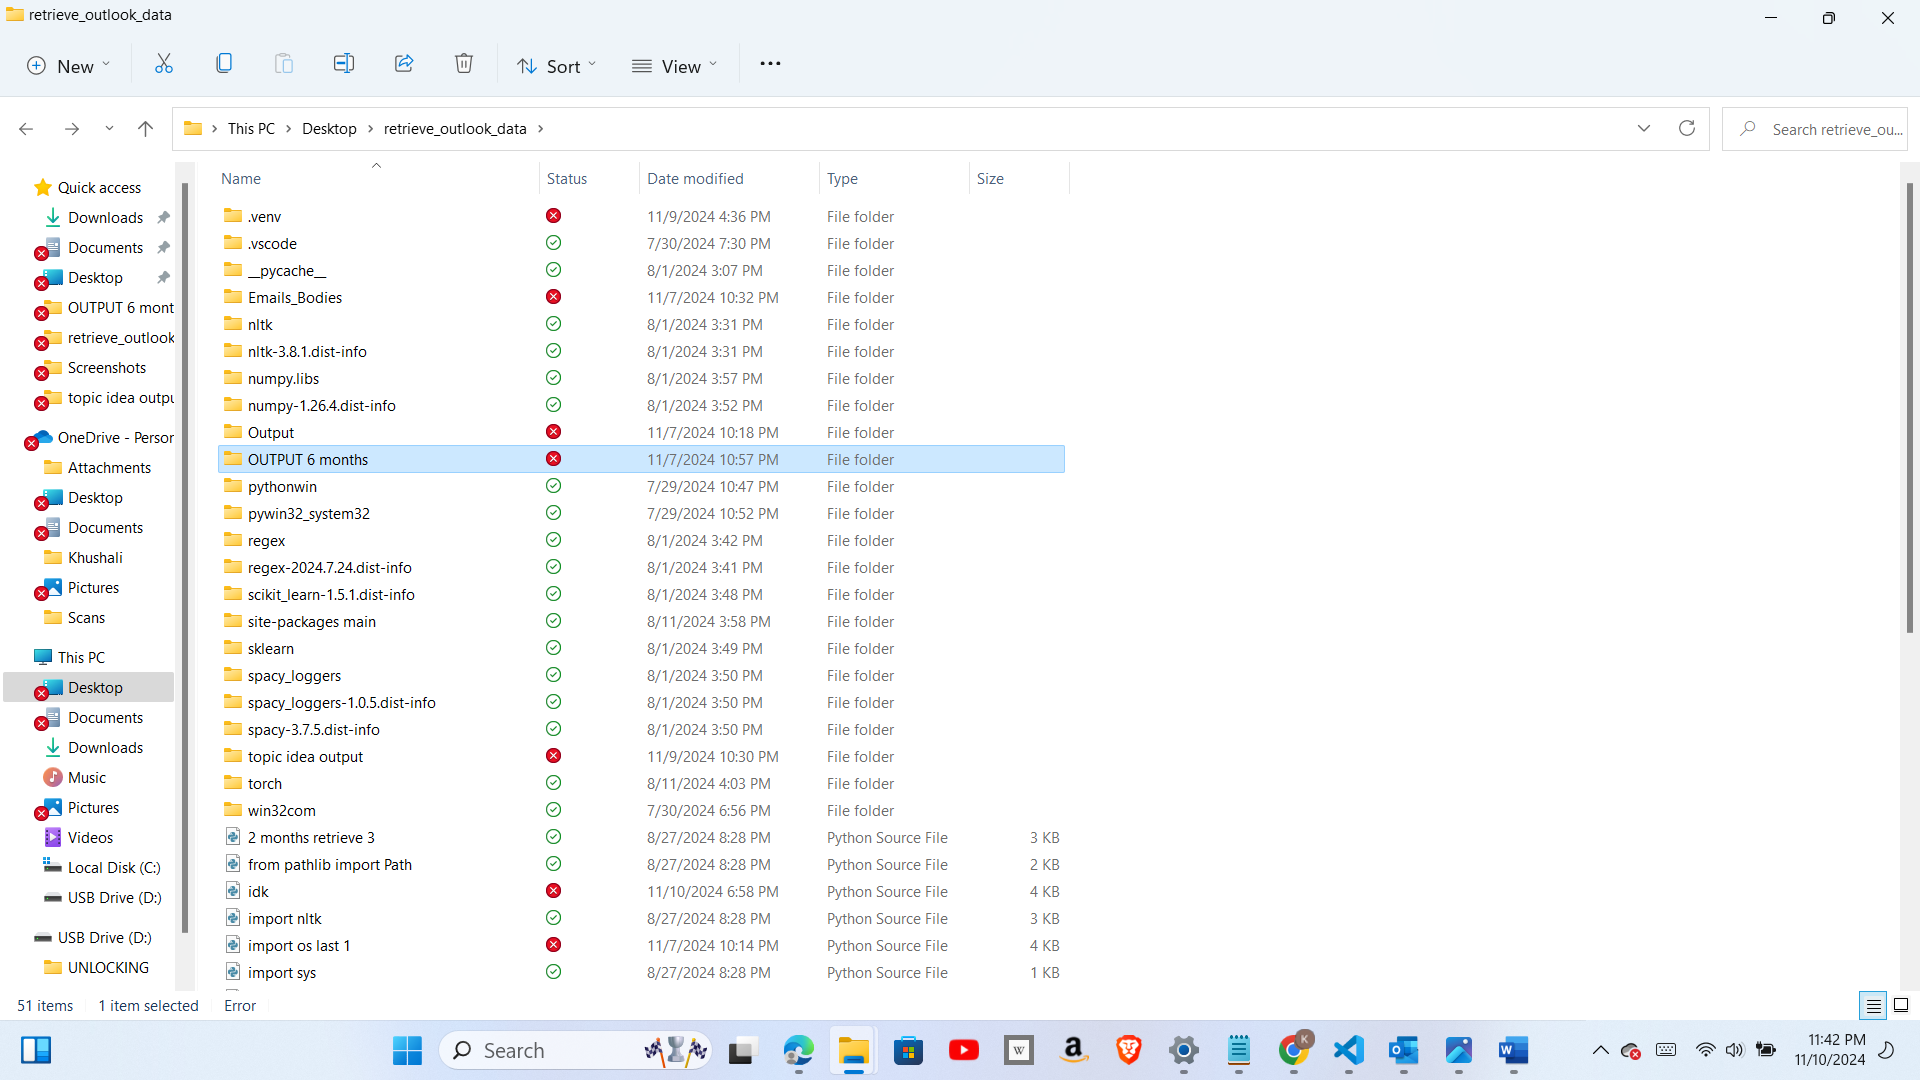 retrieve_outlook_data
New
Sort
View
This PC
Desktop
retrieve_outlook_data
Search retrieve_ou...
Name Status Date modified Type Size
Quick access
Downloads
Documents
Desktop
OUTPUT 6 mont
retrieve_outlook
Screenshots
topic idea outpu
OneDrive - Person
Attachments
Desktop
Documents
Khushali
Pictures
Scans
This PC
Desktop
Documents
Downloads
Music
Pictures
Videos
Local Disk (C:)
USB Drive (D:)
USB Drive (D:)
UNLOCKING
.venv 11/9/2024 4:36 PM File folder
.vscode 7/30/2024 7:30 PM File folder
__pycache__ 8/1/2024 3:07 PM File folder
Emails_Bodies 11/7/2024 10:32 PM File folder
nltk 8/1/2024 3:31 PM File folder
nltk-3.8.1.dist-info 8/1/2024 3:31 PM File folder
numpy.libs 8/1/2024 3:57 PM File folder
numpy-1.26.4.dist-info 8/1/2024 3:52 PM File folder
Output 11/7/2024 10:18 PM File folder
OUTPUT 6 months 11/7/2024 10:57 PM File folder
pythonwin 7/29/2024 10:47 PM File folder
pywin32_system32 7/29/2024 10:52 PM File folder
regex 8/1/2024 3:42 PM File folder
regex-2024.7.24.dist-info 8/1/2024 3:41 PM File folder
scikit_learn-1.5.1.dist-info 8/1/2024 3:48 PM File folder
site-packages main 8/11/2024 3:58 PM File folder
sklearn 8/1/2024 3:49 PM File folder
spacy_loggers 8/1/2024 3:50 PM File folder
spacy_loggers-1.0.5.dist-info 8/1/2024 3:50 PM File folder
spacy-3.7.5.dist-info 8/1/2024 3:50 PM File folder
topic idea output 11/9/2024 10:30 PM File folder
torch 8/11/2024 4:03 PM File folder
win32com 7/30/2024 6:56 PM File folder
2 months retrieve 3 8/27/2024 8:28 PM Python Source File 3 KB
from pathlib import Path 8/27/2024 8:28 PM Python Source File 2 KB
idk 11/10/2024 6:58 PM Python Source File 4 KB
import nltk 8/27/2024 8:28 PM Python Source File 3 KB
import os last 1 11/7/2024 10:14 PM Python Source File 4 KB
import sys 8/27/2024 8:28 PM Python Source File 1 KB
51 items 1 item selected Error
Search
W
a
K
W
11:42 PM
11/10/2024